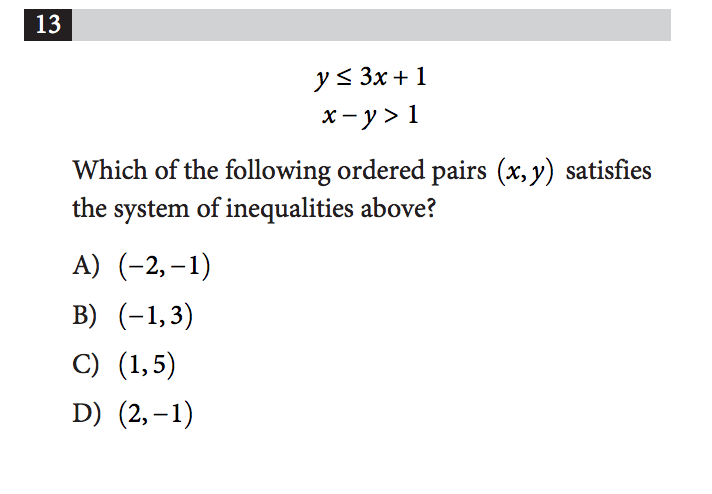 13
y ≤ 3x + 1
x − y > 1
Which of the following ordered pairs (x, y) satisfies
the system of inequalities above?
A) (−2, −1)
B) (−1, 3)
C) (1, 5)
D) (2, −1)